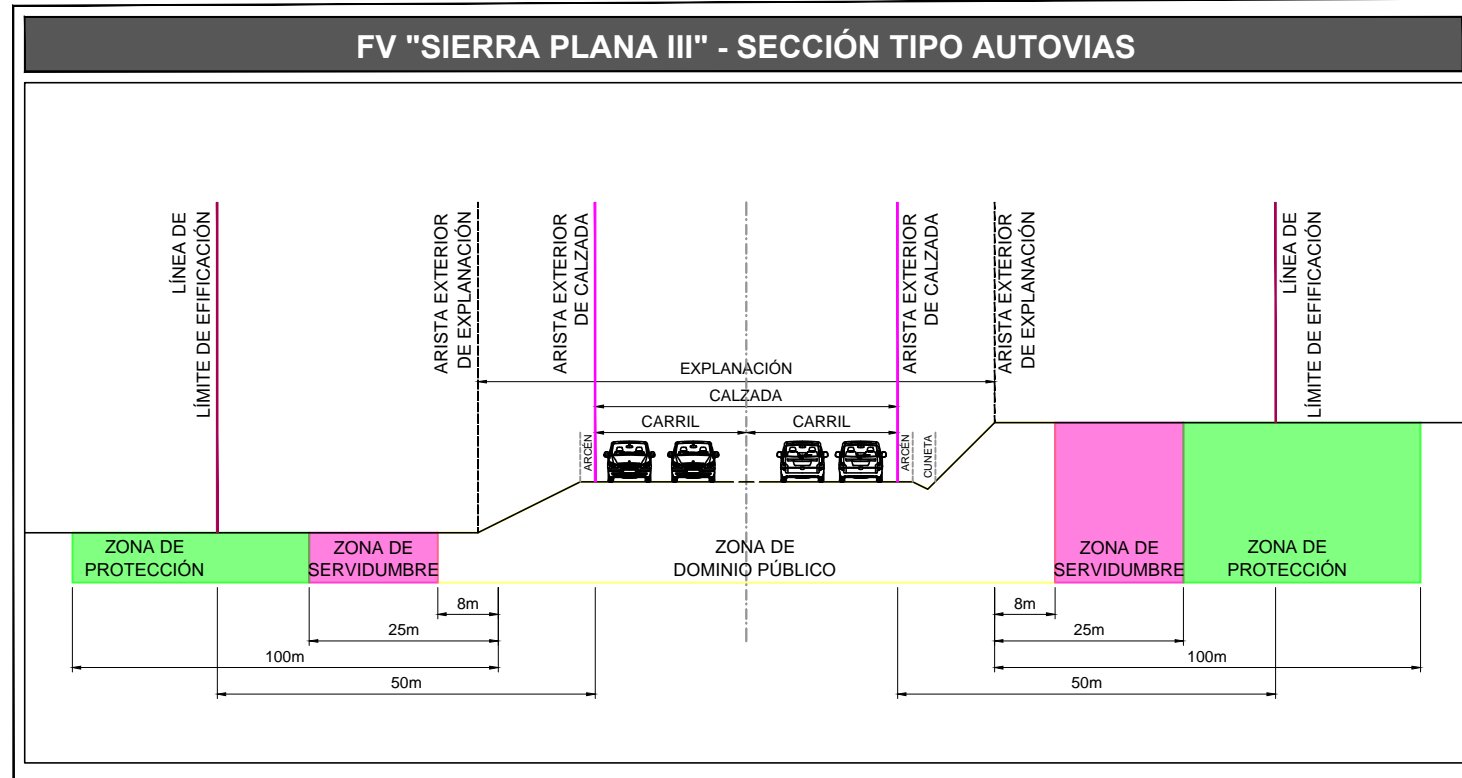 FV "SIERRA PLANA III" - SECCIÓN TIPO AUTOVIAS
LÍNEA DE
LÍMITE DE EFIFICACIÓN
ARISTA EXTERIOR
DE EXPLANACIÓN
ARISTA EXTERIOR
DE CALZADA
ARISTA EXTERIOR
DE CALZADA
ARISTA EXTERIOR
DE EXPLANACIÓN
LÍNEA DE
LÍMITE DE EFIFICACIÓN
EXPLANACIÓN
CALZADA
CARRIL
CARRIL
ARCÉN
ARCÉN
CUNETA
ZONA DE
PROTECCIÓN
ZONA DE
SERVIDUMBRE
ZONA DE
DOMINIO PÚBLICO
ZONA DE
SERVIDUMBRE
ZONA DE
PROTECCIÓN
8m
8m
25m
25m
100m
100m
50m
50m